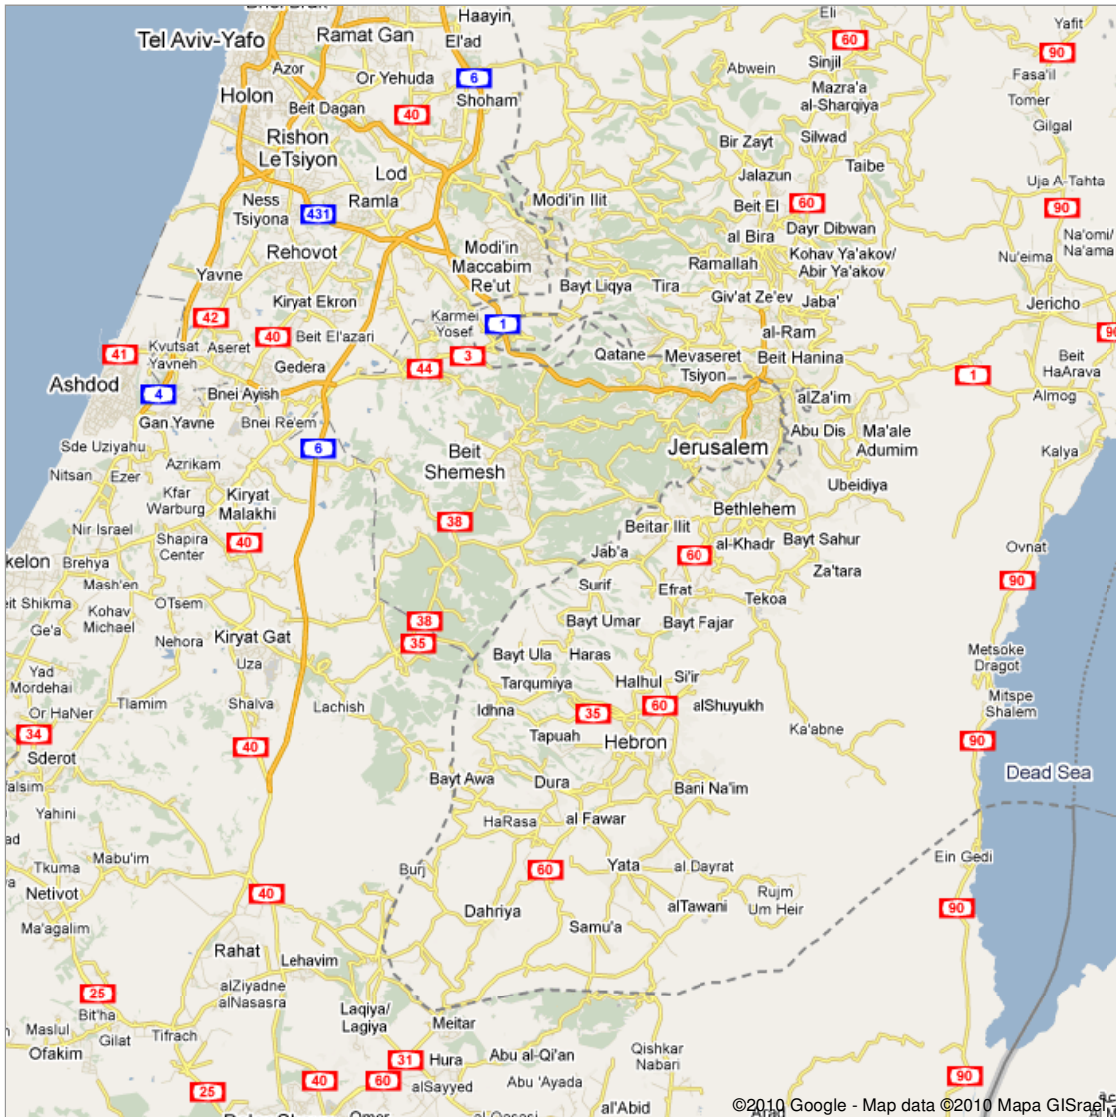 Haayin
Eli
Yafit
Tel Aviv-Yafo
Ramat Gan
El'ad
60
Sinjil
90
Azor
Or Yehuda
6
Abwein
Fasa'il
Holon
Beit Dagan
Shoham
Mazra'a
al-Sharqiya
Tomer
40
Gilgal
Rishon
LeTsiyon
Bir Zayt
Silwad
Lod
Jalazun
Taibe
Uja A-Tahta
Ness
Tsiyona
Ramla
Modi'in Ilit
Beit El
60
90
431
Dayr Dibwan
Na'omi/
Na'ama
Rehovot
Modi'in
Maccabim
Re'ut
al Bira
Kohav Ya'akov/
Abir Ya'akov
Nu'eima
Yavne
Ramallah
Kiryat Ekron
Bayt Liqya
Tira
Giv'at Ze'ev
Jaba'
Jericho
42
Karmei
Yosef
1
al-Ram
40
Beit El'azari
41
Kvutsat
Yavneh
Aseret
3
Qatane
Mevaseret
Tsiyon
Beit Hanina
Beit
HaArava
Gedera
44
1
Ashdod
4
Bnei Ayish
alZa'im
Almog
Gan Yavne
Bnei Re'em
Abu Dis
Ma'ale
Adumim
Sde Uziyahu
6
Beit
Shemesh
Jerusalem
Kalya
Nitsan
Ezer
Azrikam
Ubeidiya
Kfar
Warburg
Kiryat
Malakhi
Bethlehem
Nir Israel
38
Beitar Ilit
Shapira
Center
40
al-Khadr
Bayt Sahur
kelon
Brehya
Jab'a
60
Ovnat
Mash'en
Surif
Efrat
Za'tara
90
eit Shikma
Kohav
Michael
OTsem
Tekoa
Ge'a
Nehora
Kiryat Gat
38
Bayt Umar
Bayt Fajar
35
Uza
Bayt Ula
Haras
Metsoke
Dragot
Yad
Mordehai
Tarqumiya
Halhul
Si'ir
Tlamim
Shalva
Lachish
Idhna
35
60
alShuyukh
Mitspe
Shalem
Or HaNer
34
40
Tapuah
Hebron
Ka'abne
90
Sderot
Bayt Awa
Dura
Bani Na'im
Dead Sea
'alsim
Yahini
HaRasa
al Fawar
ad
Mabu'im
Tkuma
Burj
60
Yata
al Dayrat
Ein Gedi
Netivot
40
Rujm
Um Heir
90
Ma'agalim
Dahriya
alTawani
Samu'a
Rahat
Lehavim
25
alZiyadne
alNasasra
Laqiya/
Lagiya
Bit'ha
Meitar
Maslul
Gilat
Tifrach
Ofakim
31
Hura
Abu al-Qi'an
Qishkar
Nabari
25
40
60
alSayyed
Abu 'Ayada
90
al'Abid
©2010 Google - Map data ©2010 Mapa GISrael